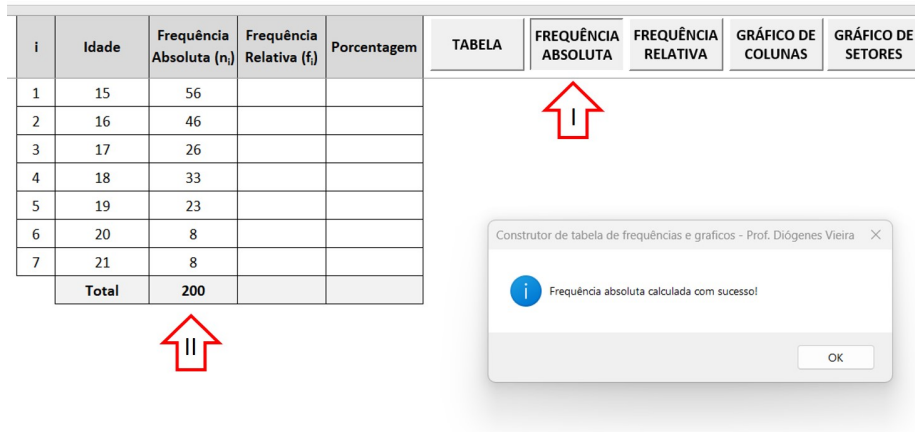 i Idade Frequência Absoluta (nᵢ) Frequência Relativa (fᵢ) Porcentagem
TABELA FREQUÊNCIA ABSOLUTA FREQUÊNCIA RELATIVA GRÁFICO DE COLUNAS GRÁFICO DE SETORES
1 15 56
2 16 46
3 17 26
4 18 33
5 19 23
6 20 8
7 21 8
Total 200
I
II
Construtor de tabela de frequências e graficos - Prof. Diógenes Vieira
Frequência absoluta calculada com sucesso!
OK